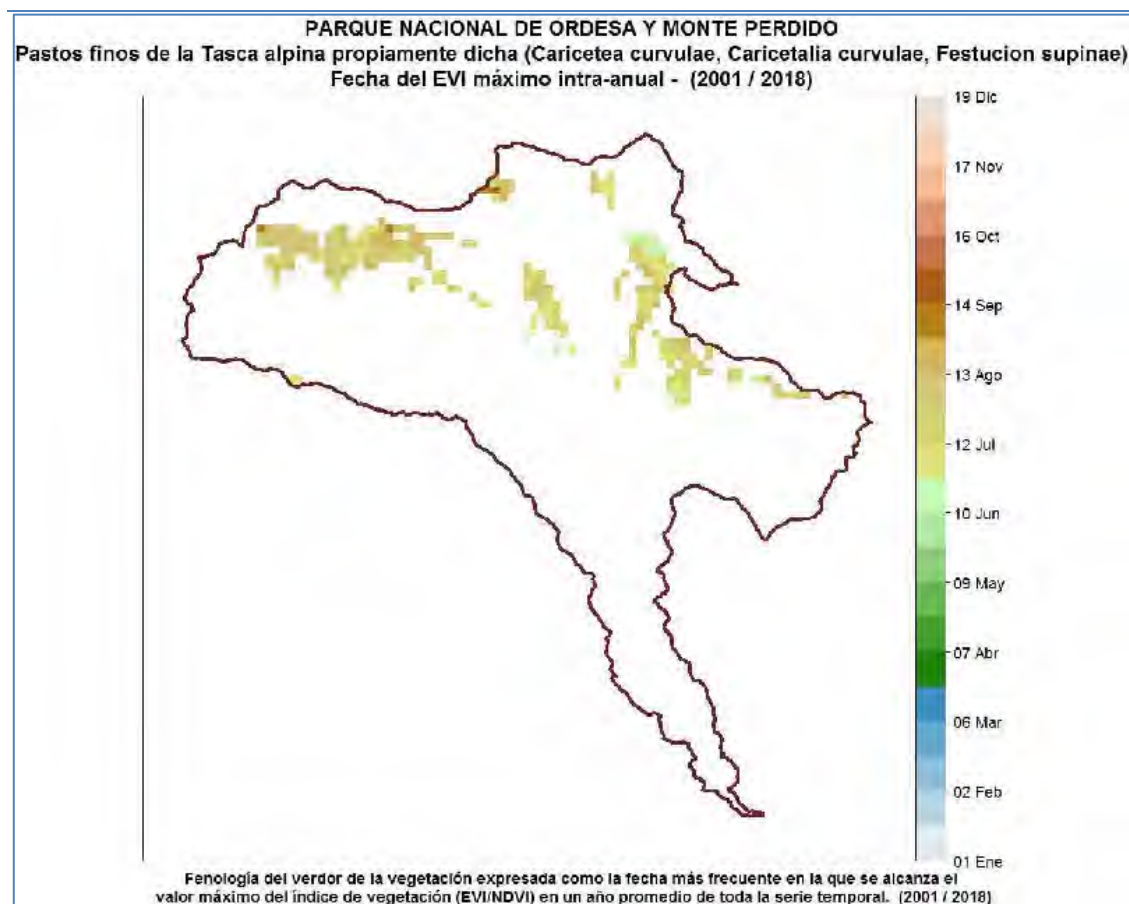 PARQUE NACIONAL DE ORDESA Y MONTE PERDIDO
Pastos finos de la Tasca alpina propiamente dicha (Caricetea curvulae, Caricetalia curvulae, Festucion supinae)
Fecha del EVI máximo intra-anual - (2001 / 2018)
19 Dic
17 Nov
16 Oct
14 Sep
13 Ago
12 Jul
10 Jun
09 May
07 Abr
06 Mar
02 Feb
01 Ene
Fenología del verdor de la vegetación expresada como la fecha más frecuente en la que se alcanza el
valor máximo del índice de vegetación (EVI/NDVI) en un año promedio de toda la serie temporal. (2001 / 2018)